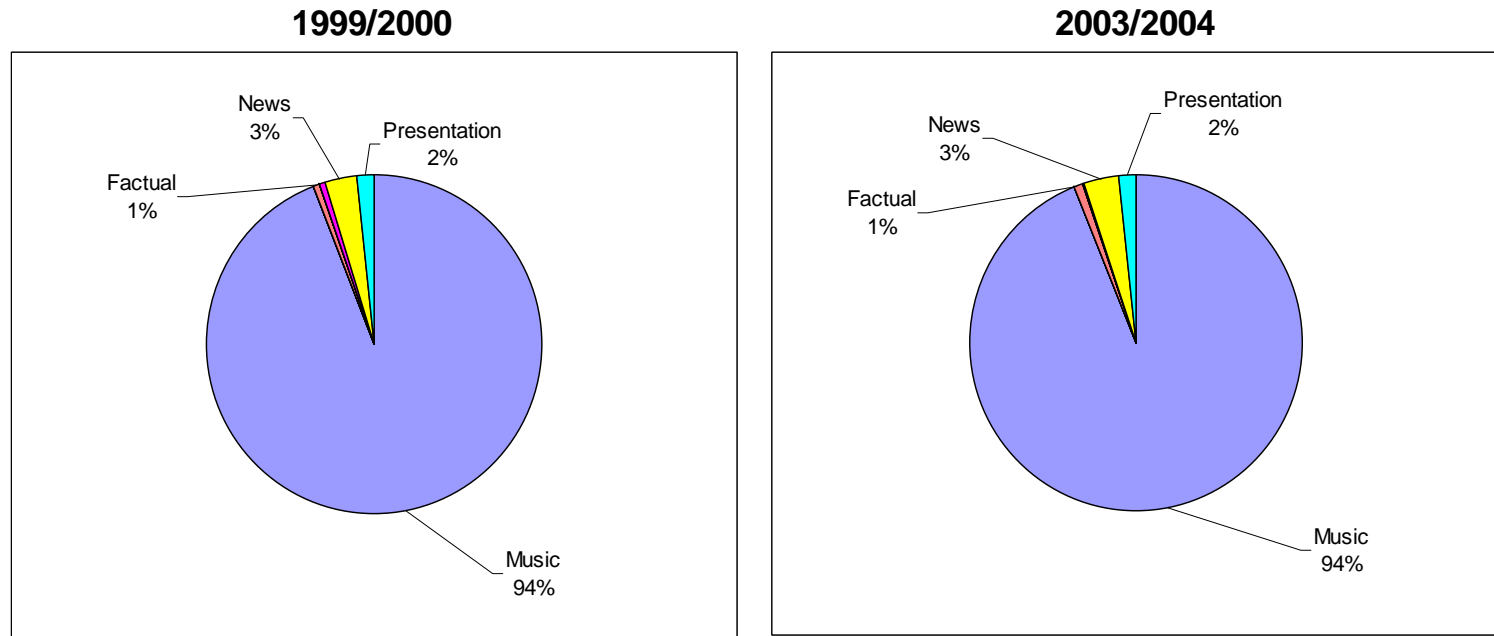 1999/2000
News
3%
Presentation
2%
Factual
1%
Music
94%
2003/2004
Presentation
2%
News
3%
Factual
1%
Music
94%